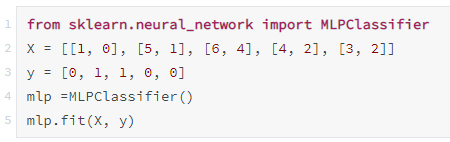 1 from sklearn.neural_network import MLPClassifier
2 X = [[1, 0], [5, 1], [6, 4], [4, 2], [3, 2]]
3 y = [0, 1, 1, 0, 0]
4 mlp =MLPClassifier()
5 mlp.fit(X, y)